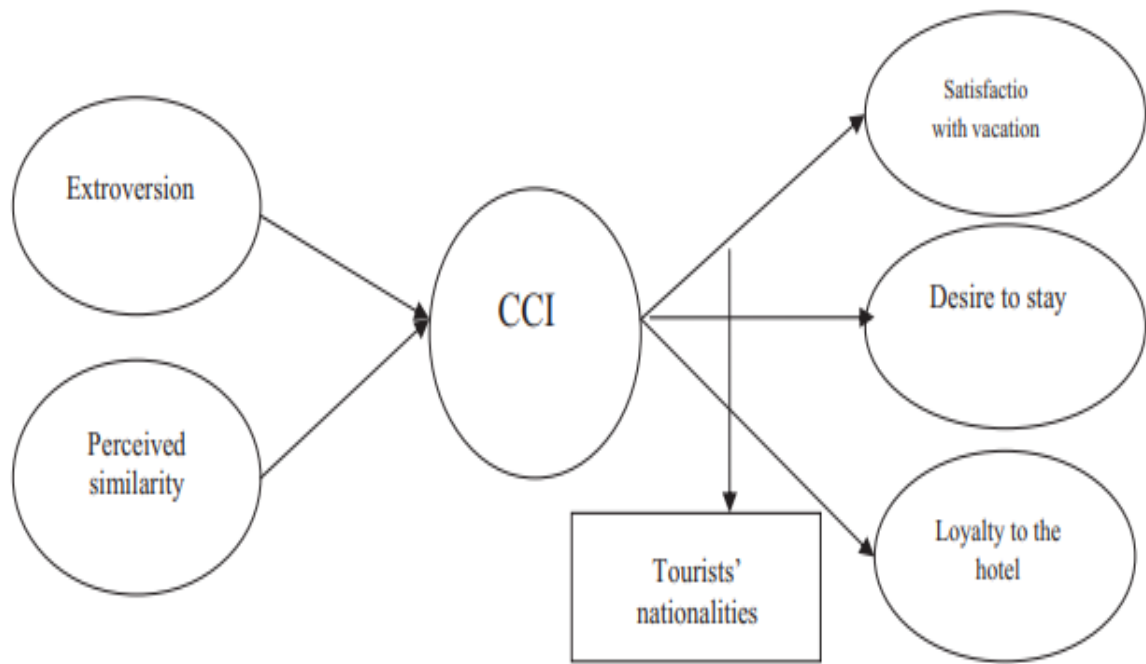 Extroversion
Perceived
similarity
CCI
Satisfactio
with vacation
Desire to stay
Loyalty to the
hotel
Tourists’
nationalities